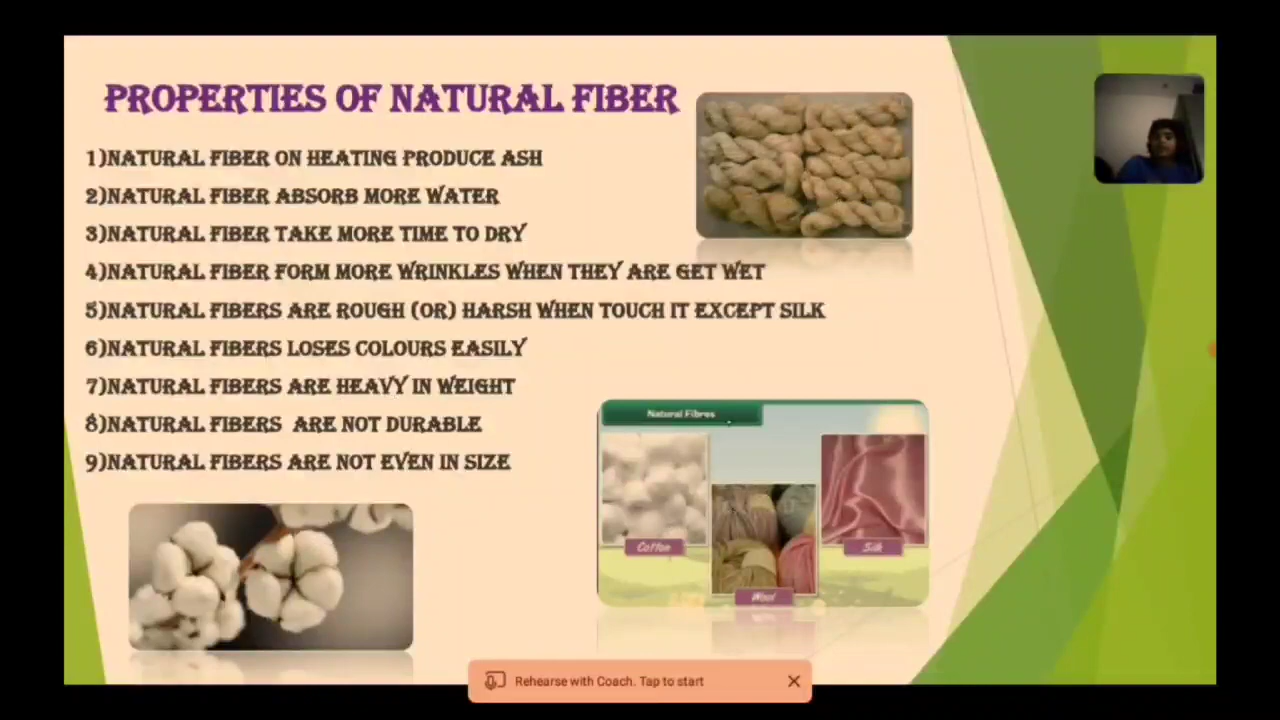 PROPERTIES OF NATURAL FIBER
1)NATURAL FIBER ON HEATING PRODUCE ASH
2)NATURAL FIBER ABSORB MORE WATER
3)NATURAL FIBER TAKE MORE TIME TO DRY
4)NATURAL FIBER FORM MORE WRINKLES WHEN THEY ARE GET WET
5)NATURAL FIBERS ARE ROUGH (OR) HARSH WHEN TOUCH IT EXCEPT SILK
6)NATURAL FIBERS LOSES COLOURS EASILY
7)NATURAL FIBERS ARE HEAVY IN WEIGHT
8)NATURAL FIBERS ARE NOT DURABLE
9)NATURAL FIBERS ARE NOT EVEN IN SIZE
Natural Fibres
Cotton
Silk
Wool
Rehearse with Coach. Tap to start